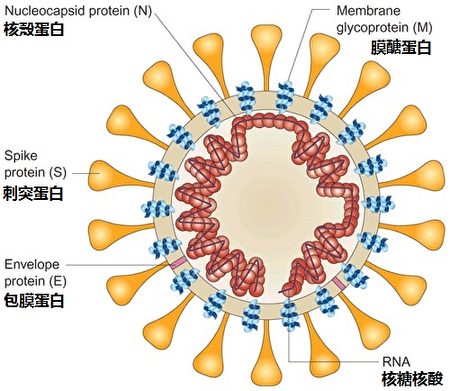 Nucleocapsid protein (N)
核殼蛋白
Membrane
glycoprotein (M)
膜醣蛋白
Spike
protein (S)
刺突蛋白
Envelope
protein (E)
包膜蛋白
RNA
核糖核酸